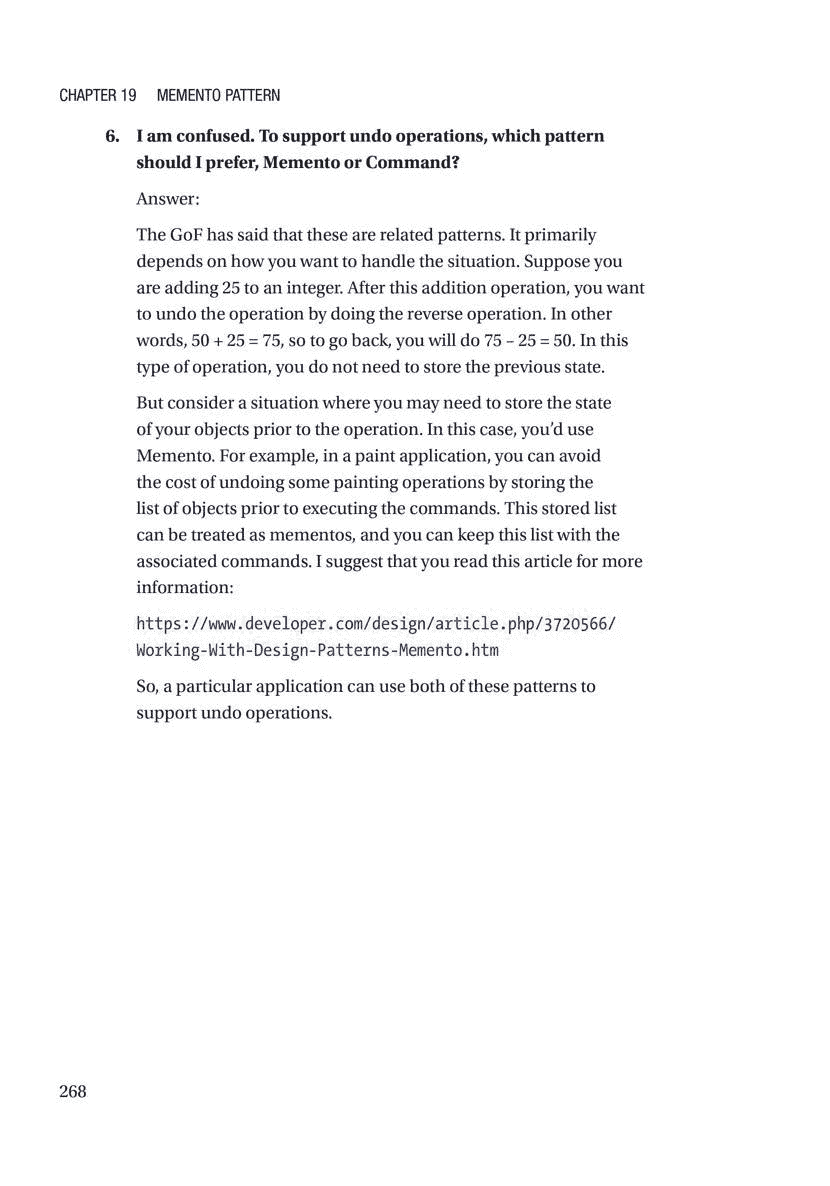 CHAPTER 19 MEMENTO PATTERN
6. I am confused. To support undo operations, which pattern
should I prefer, Memento or Command?
Answer:
The GoF has said that these are related patterns. It primarily
depends on how you want to handle the situation. Suppose you
are adding 25 to an integer. After this addition operation, you want
to undo the operation by doing the reverse operation. In other
words, 50 + 25 = 75, so to go back, you will do 75 – 25 = 50. In this
type of operation, you do not need to store the previous state.
But consider a situation where you may need to store the state
of your objects prior to the operation. In this case, you’d use
Memento. For example, in a paint application, you can avoid
the cost of undoing some painting operations by storing the
list of objects prior to executing the commands. This stored list
can be treated as mementos, and you can keep this list with the
associated commands. I suggest that you read this article for more
information:
https://www.developer.com/design/article.php/3720566/
Working-With-Design-Patterns-Memento.htm
So, a particular application can use both of these patterns to
support undo operations.
268